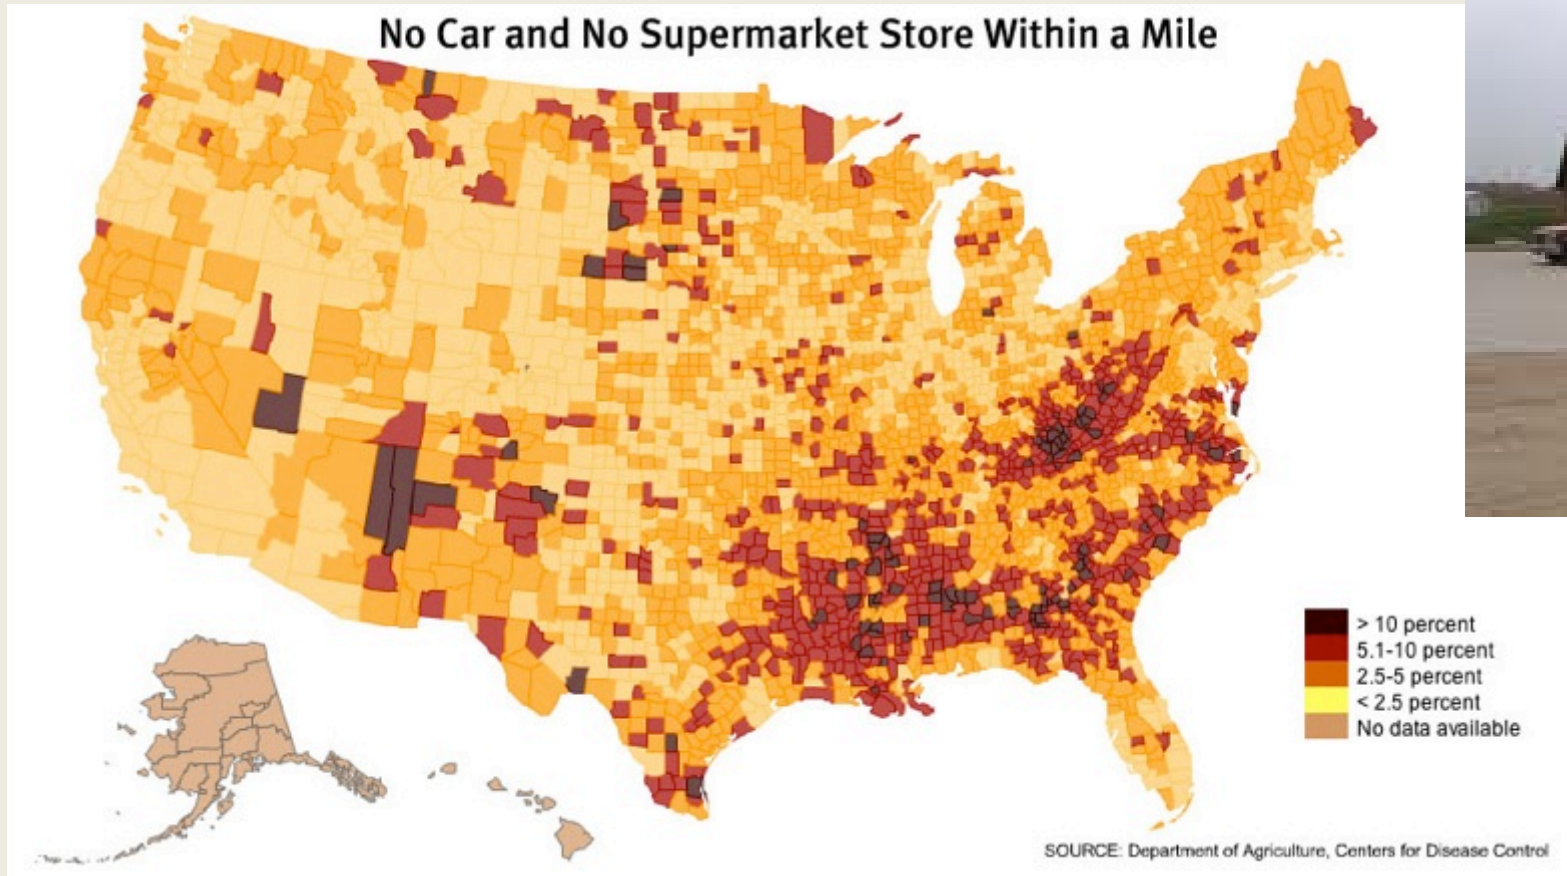 No Car and No Supermarket Store Within a Mile
> 10 percent
5.1-10 percent
2.5-5 percent
< 2.5 percent
No data available
SOURCE: Department of Agriculture, Centers for Disease Control